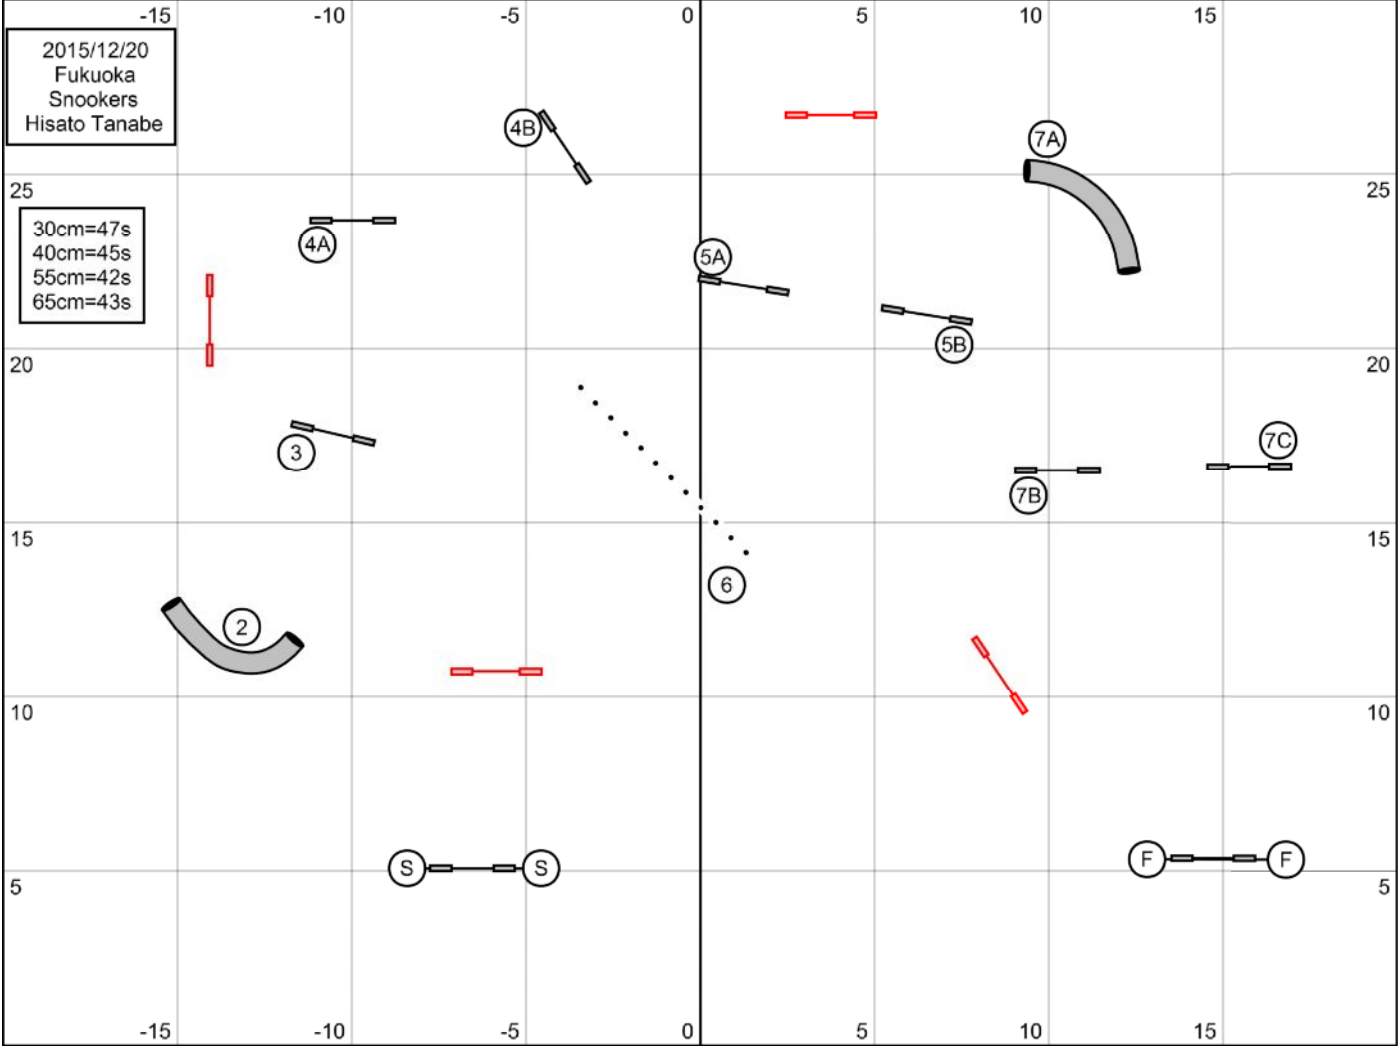 -15 -10 -5 0 5 10 15
2015/12/20
Fukuoka
Snookers
Hisato Tanabe
4B
7A
25 25
30cm=47s
40cm=45s
55cm=42s
65cm=43s
4A
5A
5B
20 20
3
7C
7B
15 15
6
2
10 10
S S
F F
5 5
-15 -10 -5 0 5 10 15